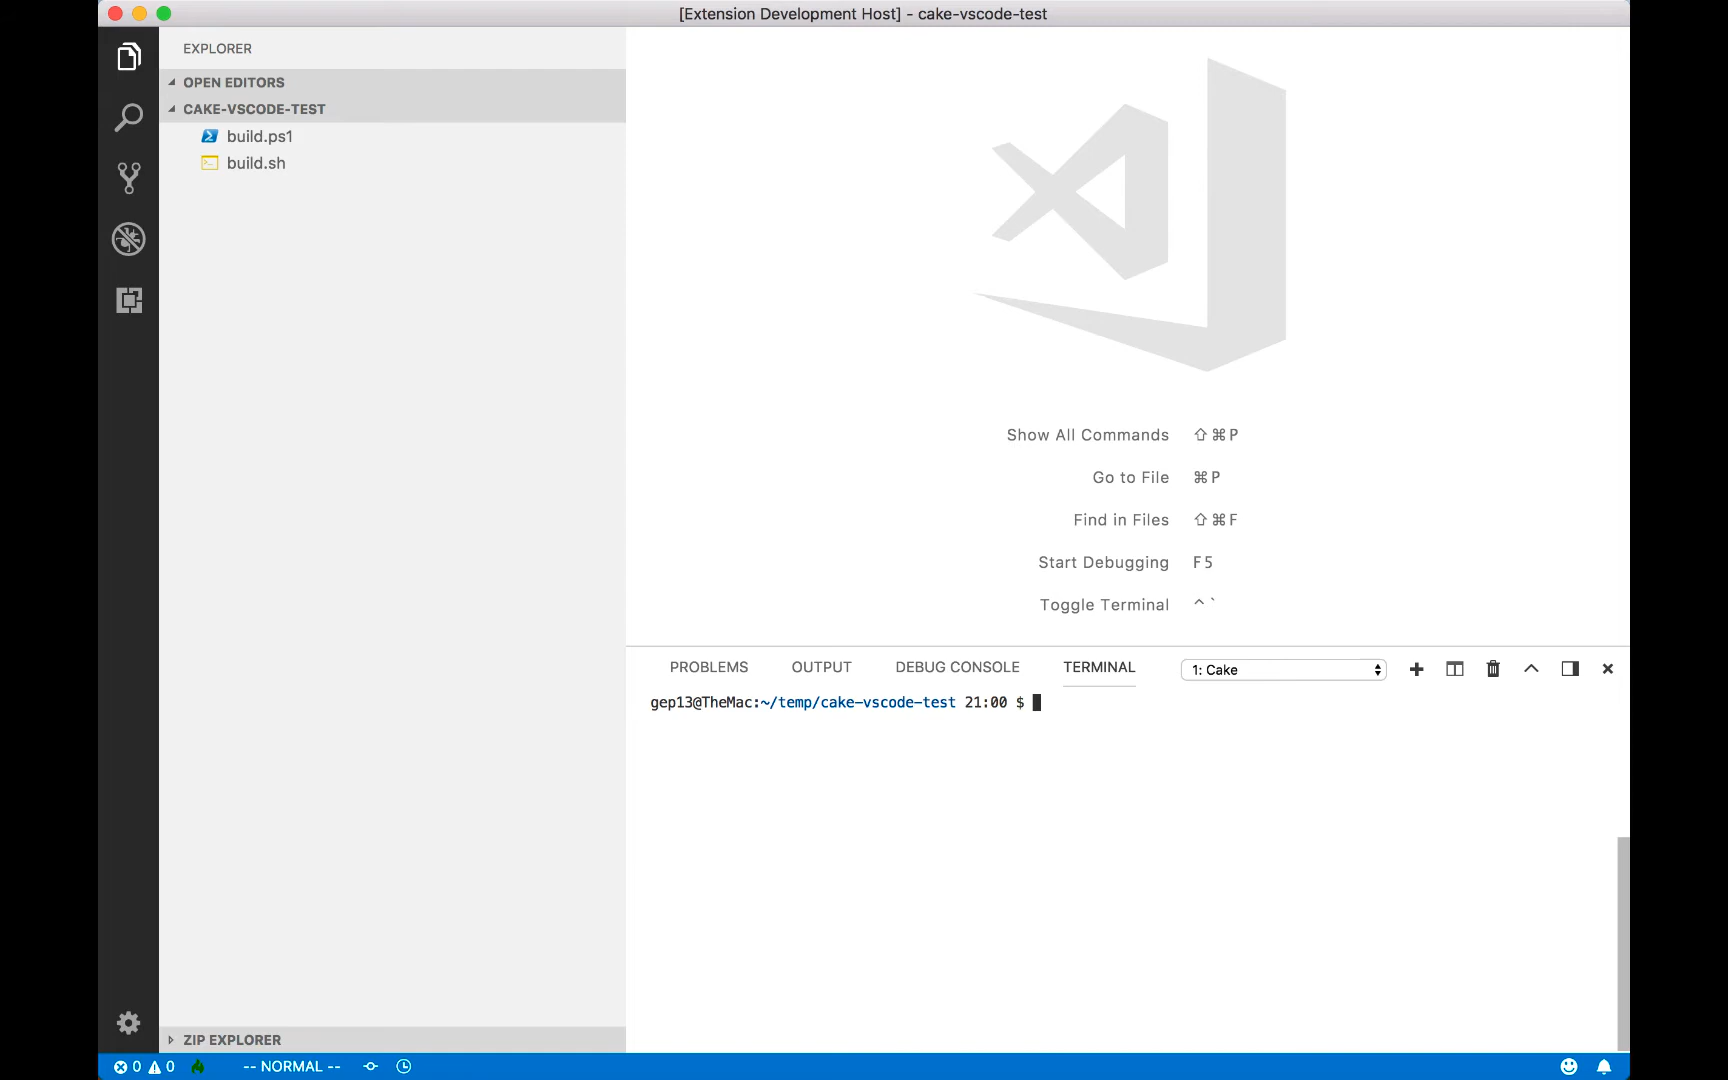 [Extension Development Host] - cake-vscode-test
EXPLORER
OPEN EDITORS
CAKE-VSCODE-TEST
build.ps1
build.sh
Show All Commands ⇧⌘P
Go to File ⌘P
Find in Files ⇧⌘F
Start Debugging F5
Toggle Terminal ^`
PROBLEMS OUTPUT DEBUG CONSOLE TERMINAL 1: Cake
gep13@TheMac:~/temp/cake-vscode-test 21:00 $
ZIP EXPLORER
0 0 -- NORMAL --